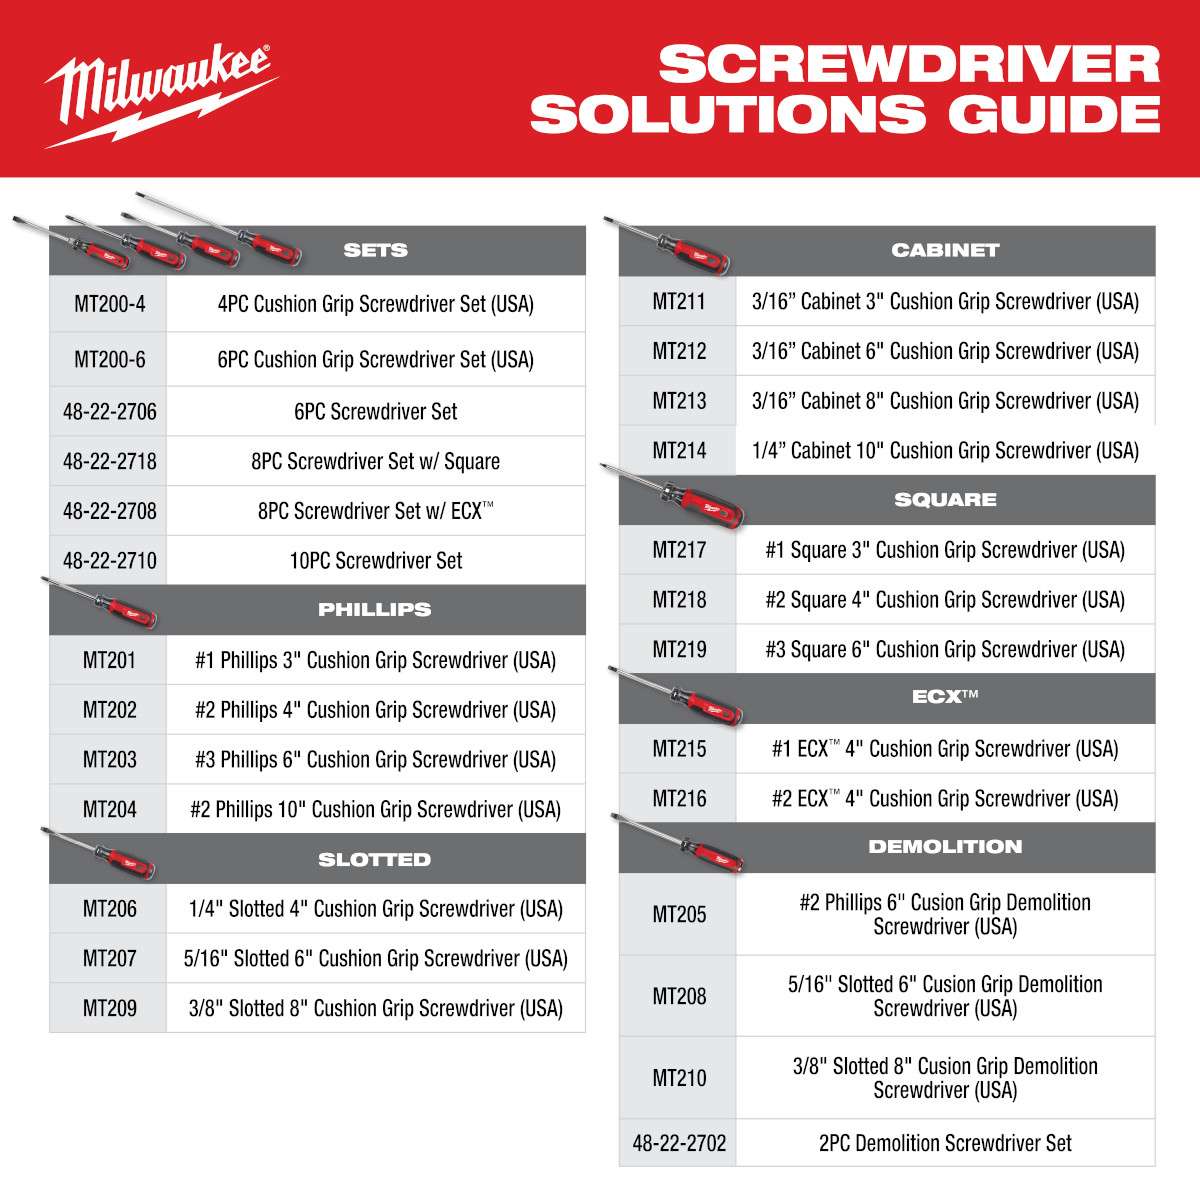 Milwaukee®
SCREWDRIVER
SOLUTIONS GUIDE
SETS
MT200-4 4PC Cushion Grip Screwdriver Set (USA)
MT200-6 6PC Cushion Grip Screwdriver Set (USA)
48-22-2706 6PC Screwdriver Set
48-22-2718 8PC Screwdriver Set w/ Square
48-22-2708 8PC Screwdriver Set w/ ECX™
48-22-2710 10PC Screwdriver Set
PHILLIPS
MT201 #1 Phillips 3" Cushion Grip Screwdriver (USA)
MT202 #2 Phillips 4" Cushion Grip Screwdriver (USA)
MT203 #3 Phillips 6" Cushion Grip Screwdriver (USA)
MT204 #2 Phillips 10" Cushion Grip Screwdriver (USA)
SLOTTED
MT206 1/4" Slotted 4" Cushion Grip Screwdriver (USA)
MT207 5/16" Slotted 6" Cushion Grip Screwdriver (USA)
MT209 3/8" Slotted 8" Cushion Grip Screwdriver (USA)
CABINET
MT211 3/16” Cabinet 3" Cushion Grip Screwdriver (USA)
MT212 3/16” Cabinet 6" Cushion Grip Screwdriver (USA)
MT213 3/16” Cabinet 8" Cushion Grip Screwdriver (USA)
MT214 1/4” Cabinet 10" Cushion Grip Screwdriver (USA)
SQUARE
MT217 #1 Square 3" Cushion Grip Screwdriver (USA)
MT218 #2 Square 4" Cushion Grip Screwdriver (USA)
MT219 #3 Square 6" Cushion Grip Screwdriver (USA)
ECX™
MT215 #1 ECX™ 4" Cushion Grip Screwdriver (USA)
MT216 #2 ECX™ 4" Cushion Grip Screwdriver (USA)
DEMOLITION
MT205 #2 Phillips 6" Cusion Grip Demolition
Screwdriver (USA)
MT208 5/16" Slotted 6" Cusion Grip Demolition
Screwdriver (USA)
MT210 3/8" Slotted 8" Cusion Grip Demolition
Screwdriver (USA)
48-22-2702 2PC Demolition Screwdriver Set